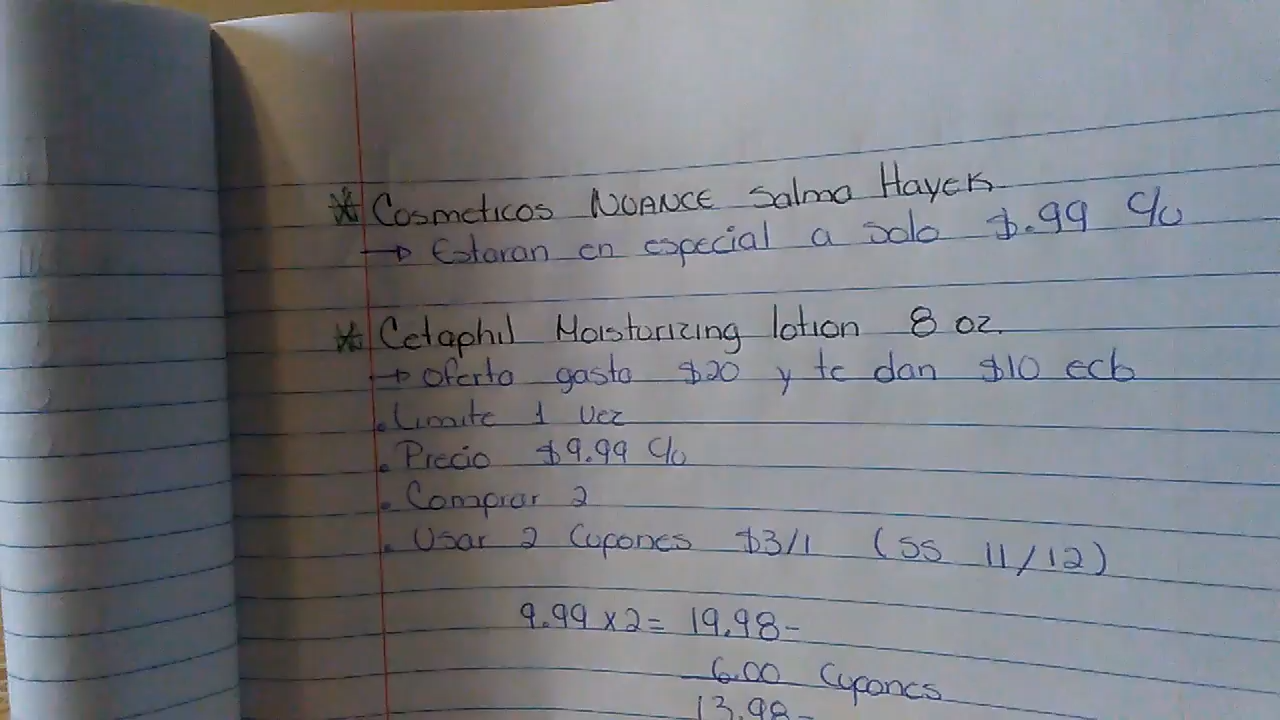 * Cosmeticos NUANCE Salma Hayek
→ Estaran en especial a solo $.99 c/u
* Cetaphil Moisturizing lotion 8 oz.
→ Oferta gasta $20 y te dan $10 ecb
. Limite 1 vez
. Precio $9.99 c/u
. Comprar 2
. Usar 2 Cupones $3/1 (SS 11/12)
9.99 x 2 = 19.98-
6.00 Cupones
13.98-